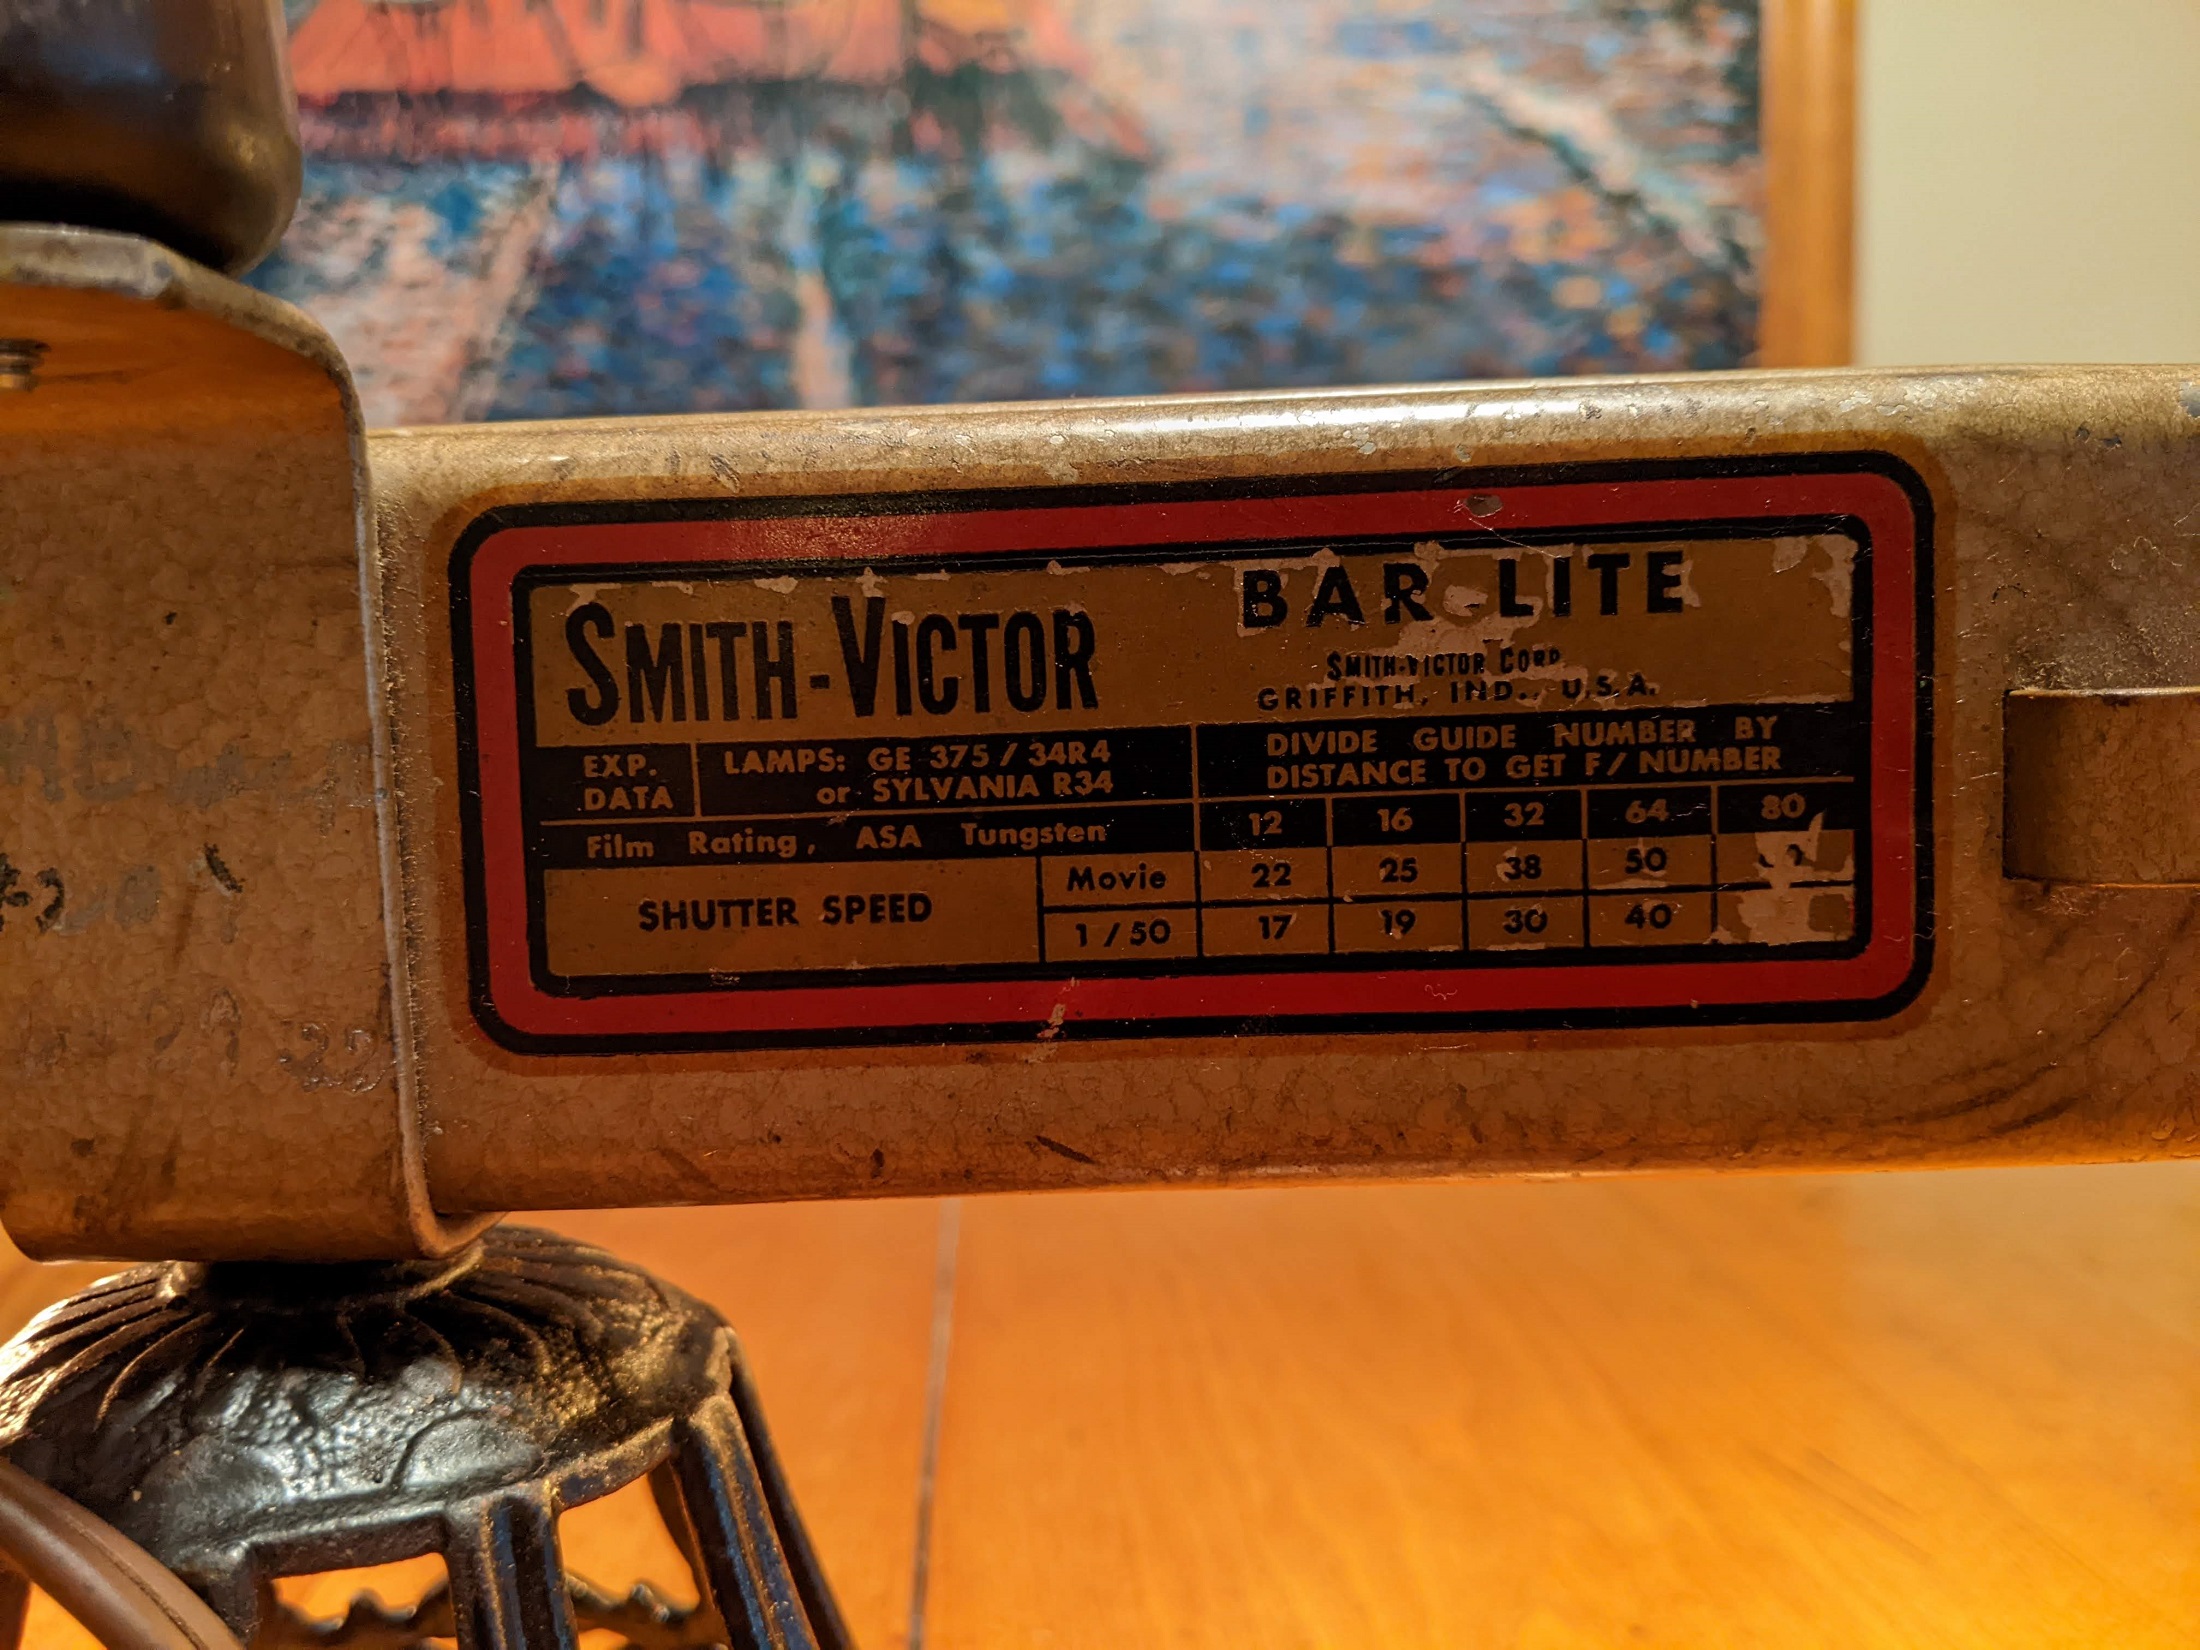 SMITH-VICTOR
BAR LITE
SMITH-VICTOR CORP.
GRIFFITH, IND., U.S.A.
EXP. DATA
LAMPS: GE 375 / 34R4
or SYLVANIA R34
DIVIDE GUIDE NUMBER BY
DISTANCE TO GET F/ NUMBER
Film Rating, ASA Tungsten 12 16 32 64 80
SHUTTER SPEED
Movie 22 25 38 50
1 / 50 17 19 30 40